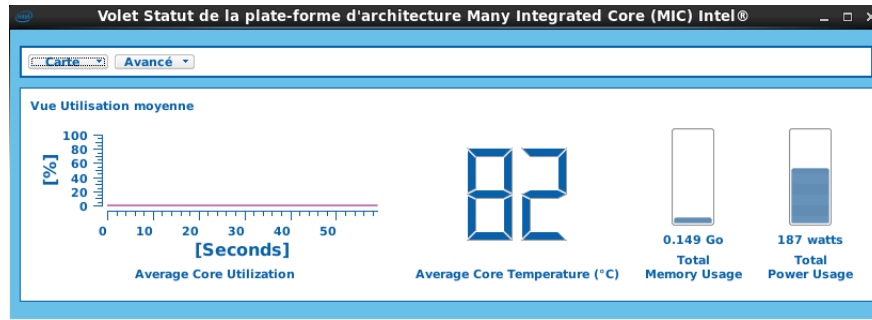 Volet Statut de la plate-forme d'architecture Many Integrated Core (MIC) Intel®
Carte Avancé
Vue Utilisation moyenne
100
80
60
40
20
0
[%]
0 10 20 30 40 50
[Seconds]
Average Core Utilization
82
Average Core Temperature (°C)
0.149 Go
Total
Memory Usage
187 watts
Total
Power Usage